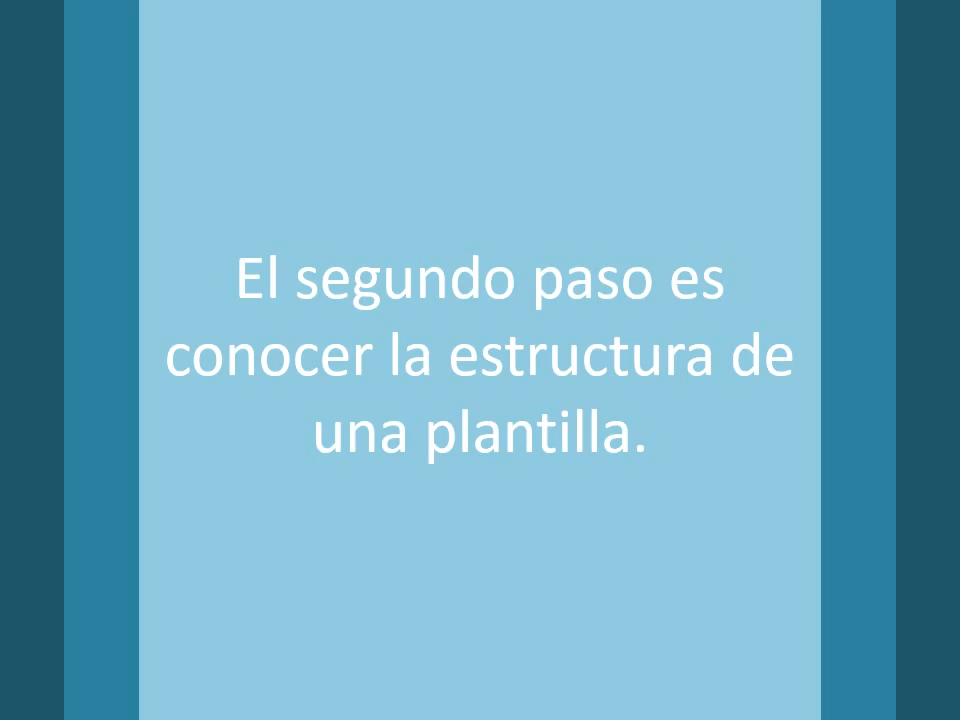 El segundo paso es
conocer la estructura de
una plantilla.